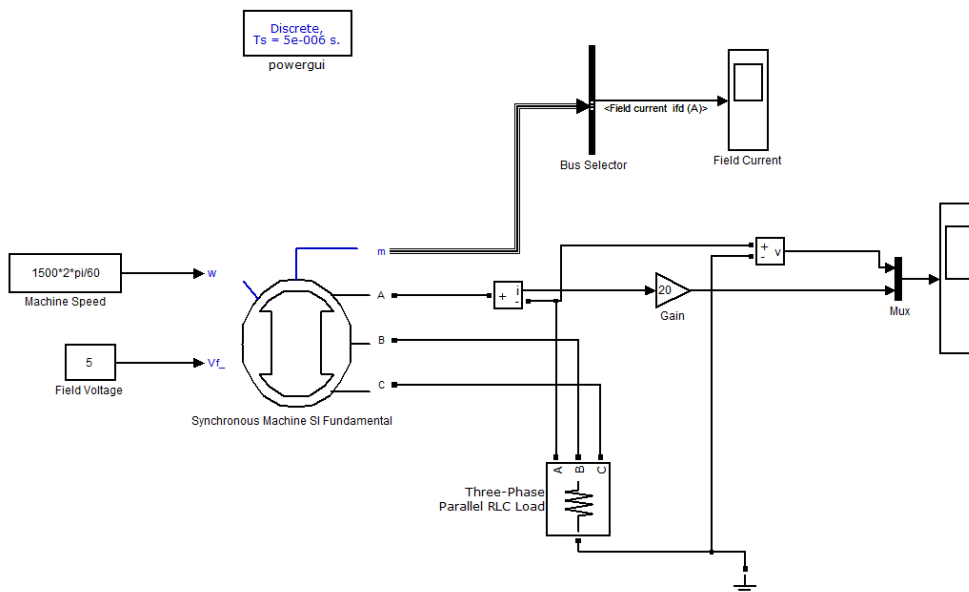 Discrete,
Ts = 5e-006 s.
powergui
<Field current ifd (A)>
Bus Selector
Field Current
m
1500*2*pi/60
w
Machine Speed
A
+
i
-
20
Gain
+
-
v
Mux
B
5
Vf_
Field Voltage
C
Synchronous Machine SI Fundamental
A
B
C
Three-Phase
Parallel RLC Load